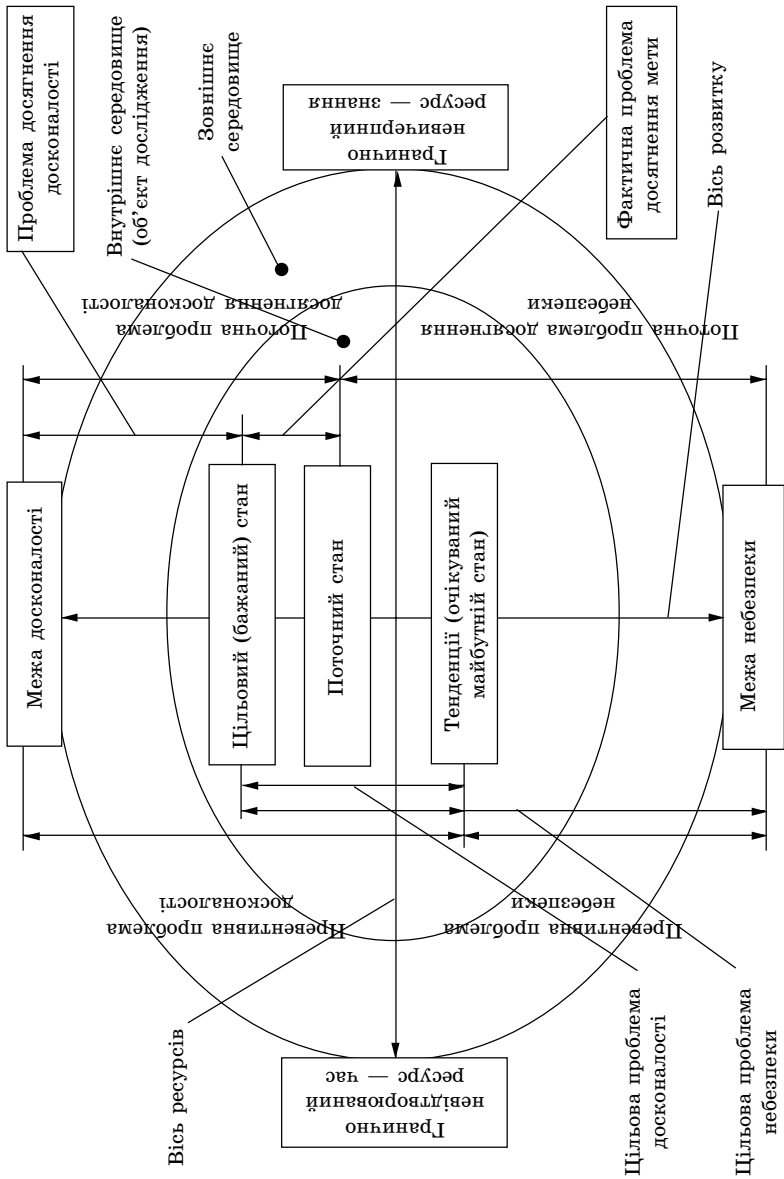 Проблема досягнення
досконалості
Внутрішнє середовище
(об’єкт дослідження)
Зовнішнє
середовище
Межа досконалості
Поточна проблема
досягнення досконалості
Цільовий (бажаний) стан
Поточний стан
Гранично
невичерпний
ресурс — знання
Фактична проблема
досягнення мети
Поточна проблема досягнення
небезпеки
Вісь розвитку
Тенденції (очікуваний
майбутній стан)
Межа небезпеки
Превентивна проблема
досконалості
Превентивна проблема
небезпеки
Вісь ресурсів
Гранично
невідтворюваний
ресурс — час
Цільова проблема
досконалості
Цільова проблема
небезпеки